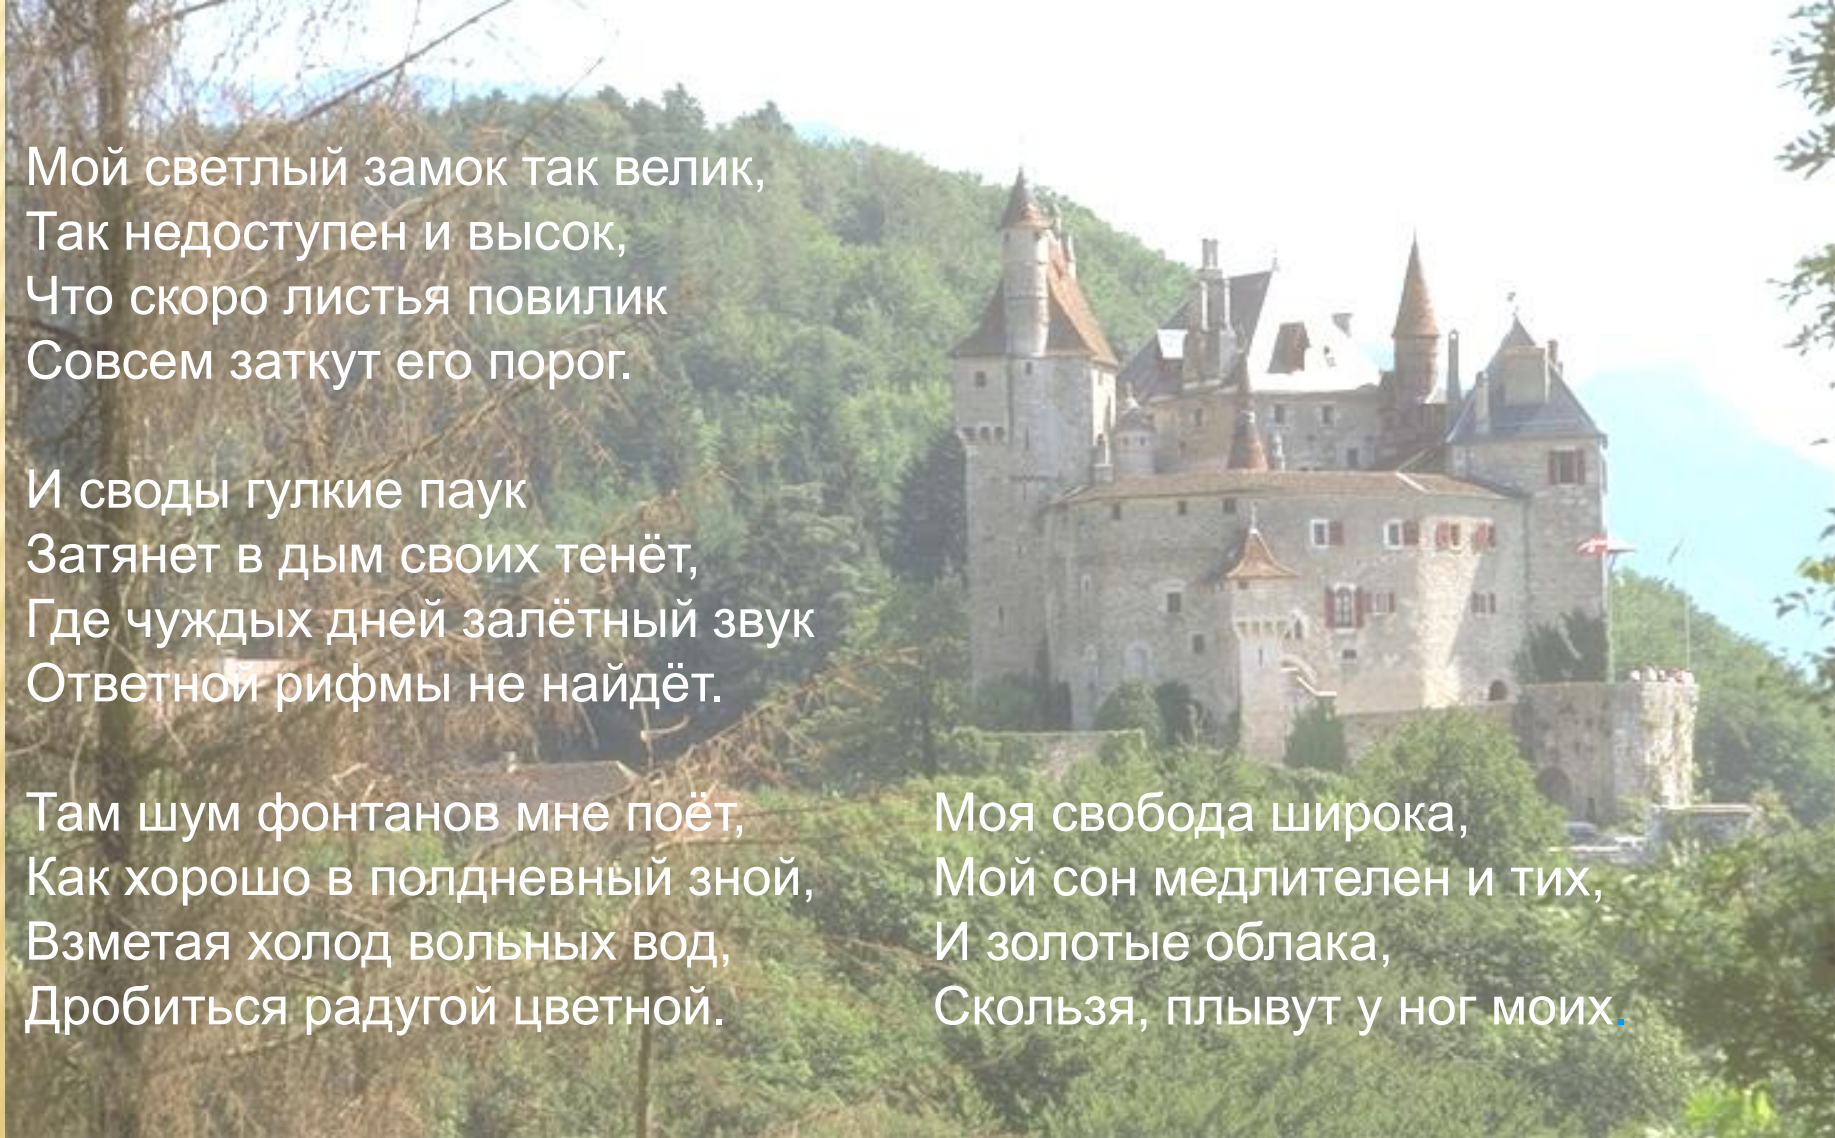 Мой светлый замок так велик,
Так недоступен и высок,
Что скоро листья повилик
Совсем заткут его порог.
И своды гулкие паук
Затянет в дым своих тенёт,
Где чуждых дней залётный звук
Ответной рифмы не найдёт.
Там шум фонтанов мне поёт,
Как хорошо в полдневный зной,
Взметая холод вольных вод,
Дробиться радугой цветной.
Моя свобода широка,
Мой сон медлителен и тих,
И золотые облака,
Скользя, плывут у ног моих.